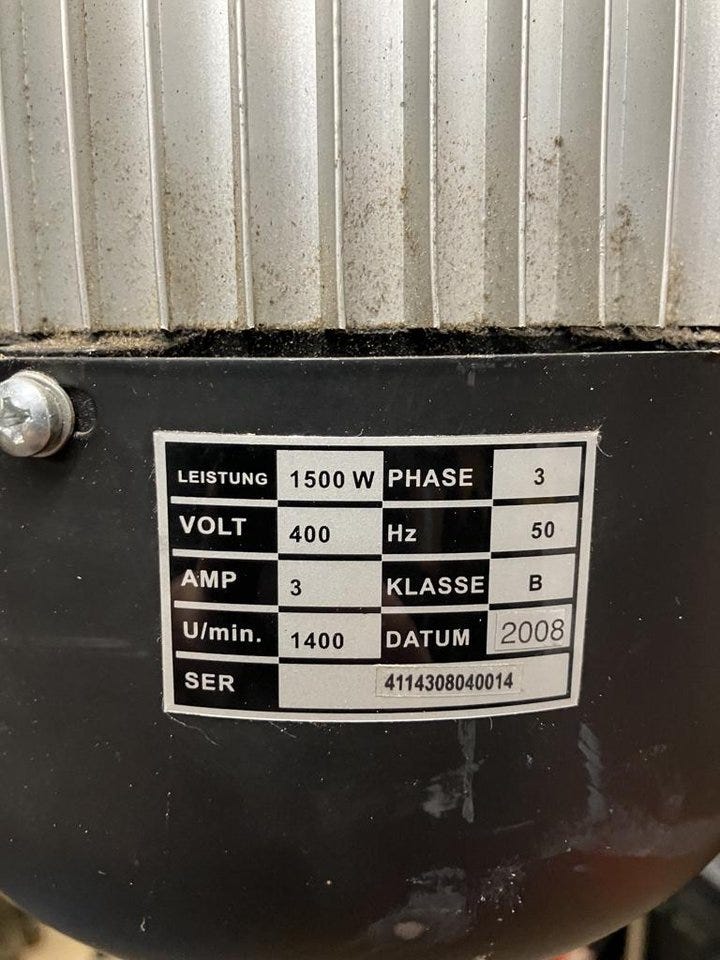 LEISTUNG 1500 W PHASE 3
VOLT 400 Hz 50
AMP 3 KLASSE B
U/min. 1400 DATUM 2008
SER 4114308040014